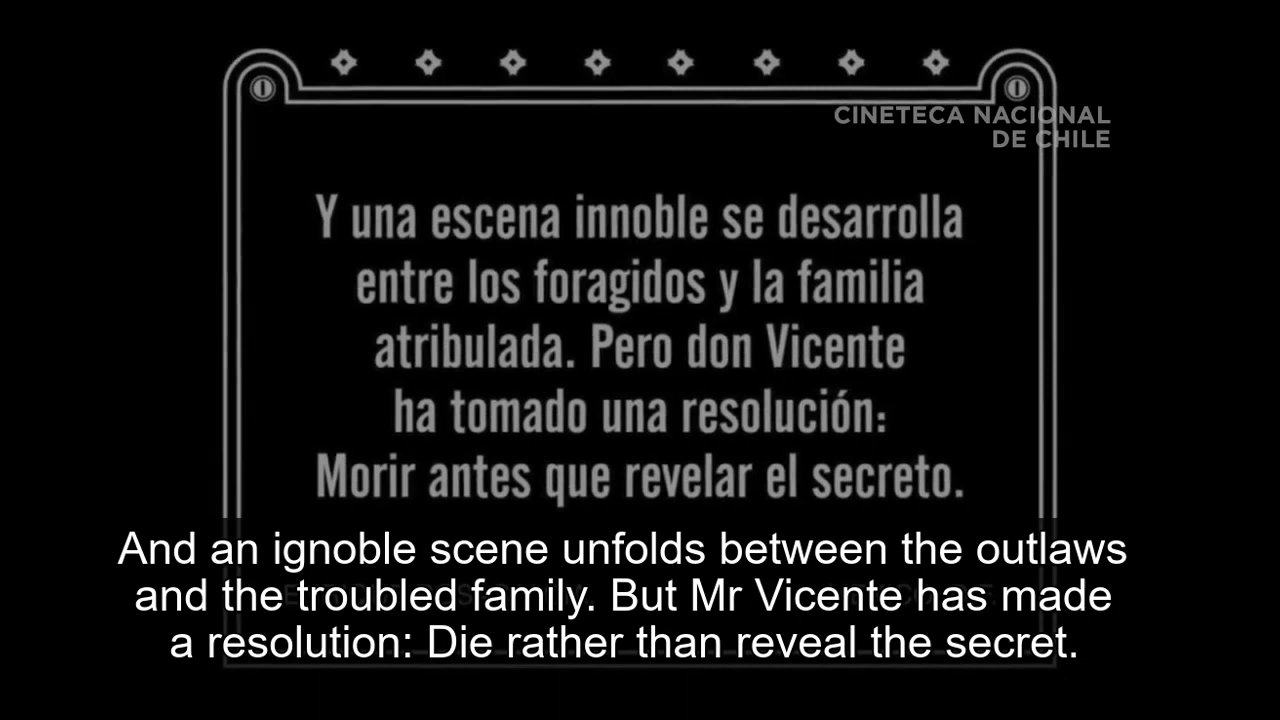 CINETECA NACIONAL
DE CHILE
Y una escena innoble se desarrolla
entre los foragidos y la familia
atribulada. Pero don Vicente
ha tomado una resolución:
Morir antes que revelar el secreto.
And an ignoble scene unfolds between the outlaws
and the troubled family. But Mr Vicente has made
a resolution: Die rather than reveal the secret.